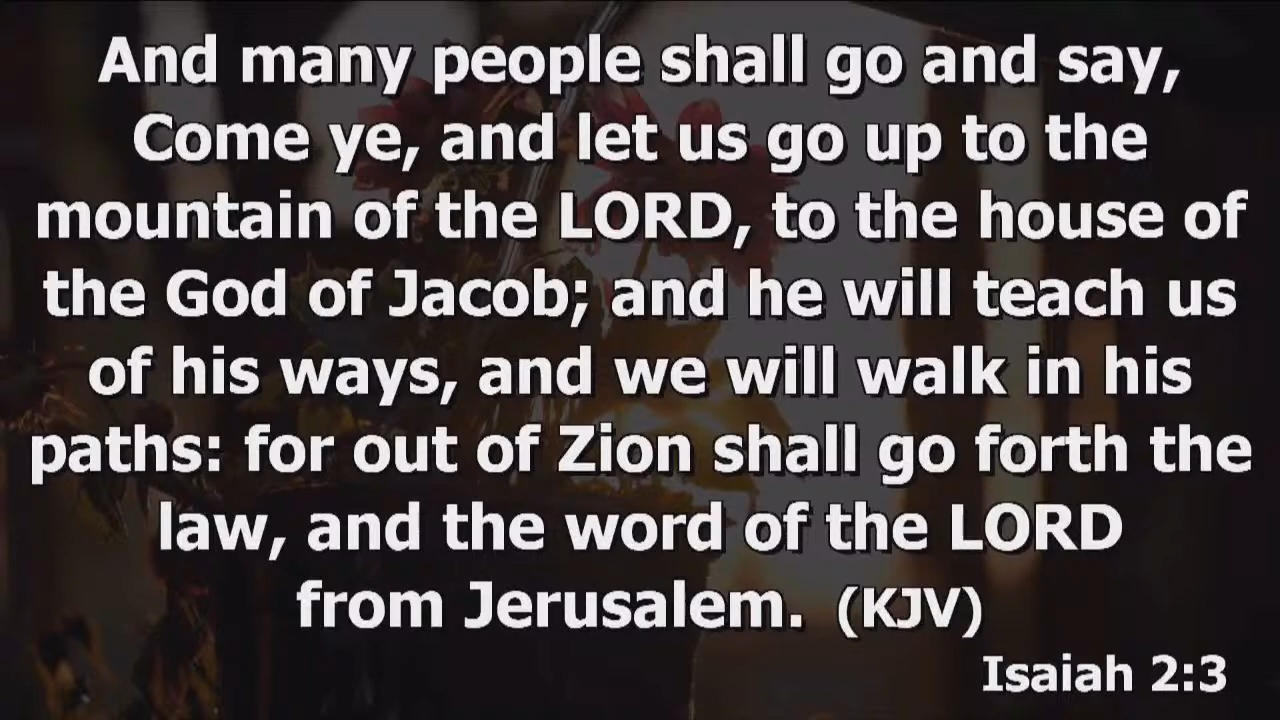 And many people shall go and say,
Come ye, and let us go up to the
mountain of the LORD, to the house of
the God of Jacob; and he will teach us
of his ways, and we will walk in his
paths: for out of Zion shall go forth the
law, and the word of the LORD
from Jerusalem. (KJV)
Isaiah 2:3